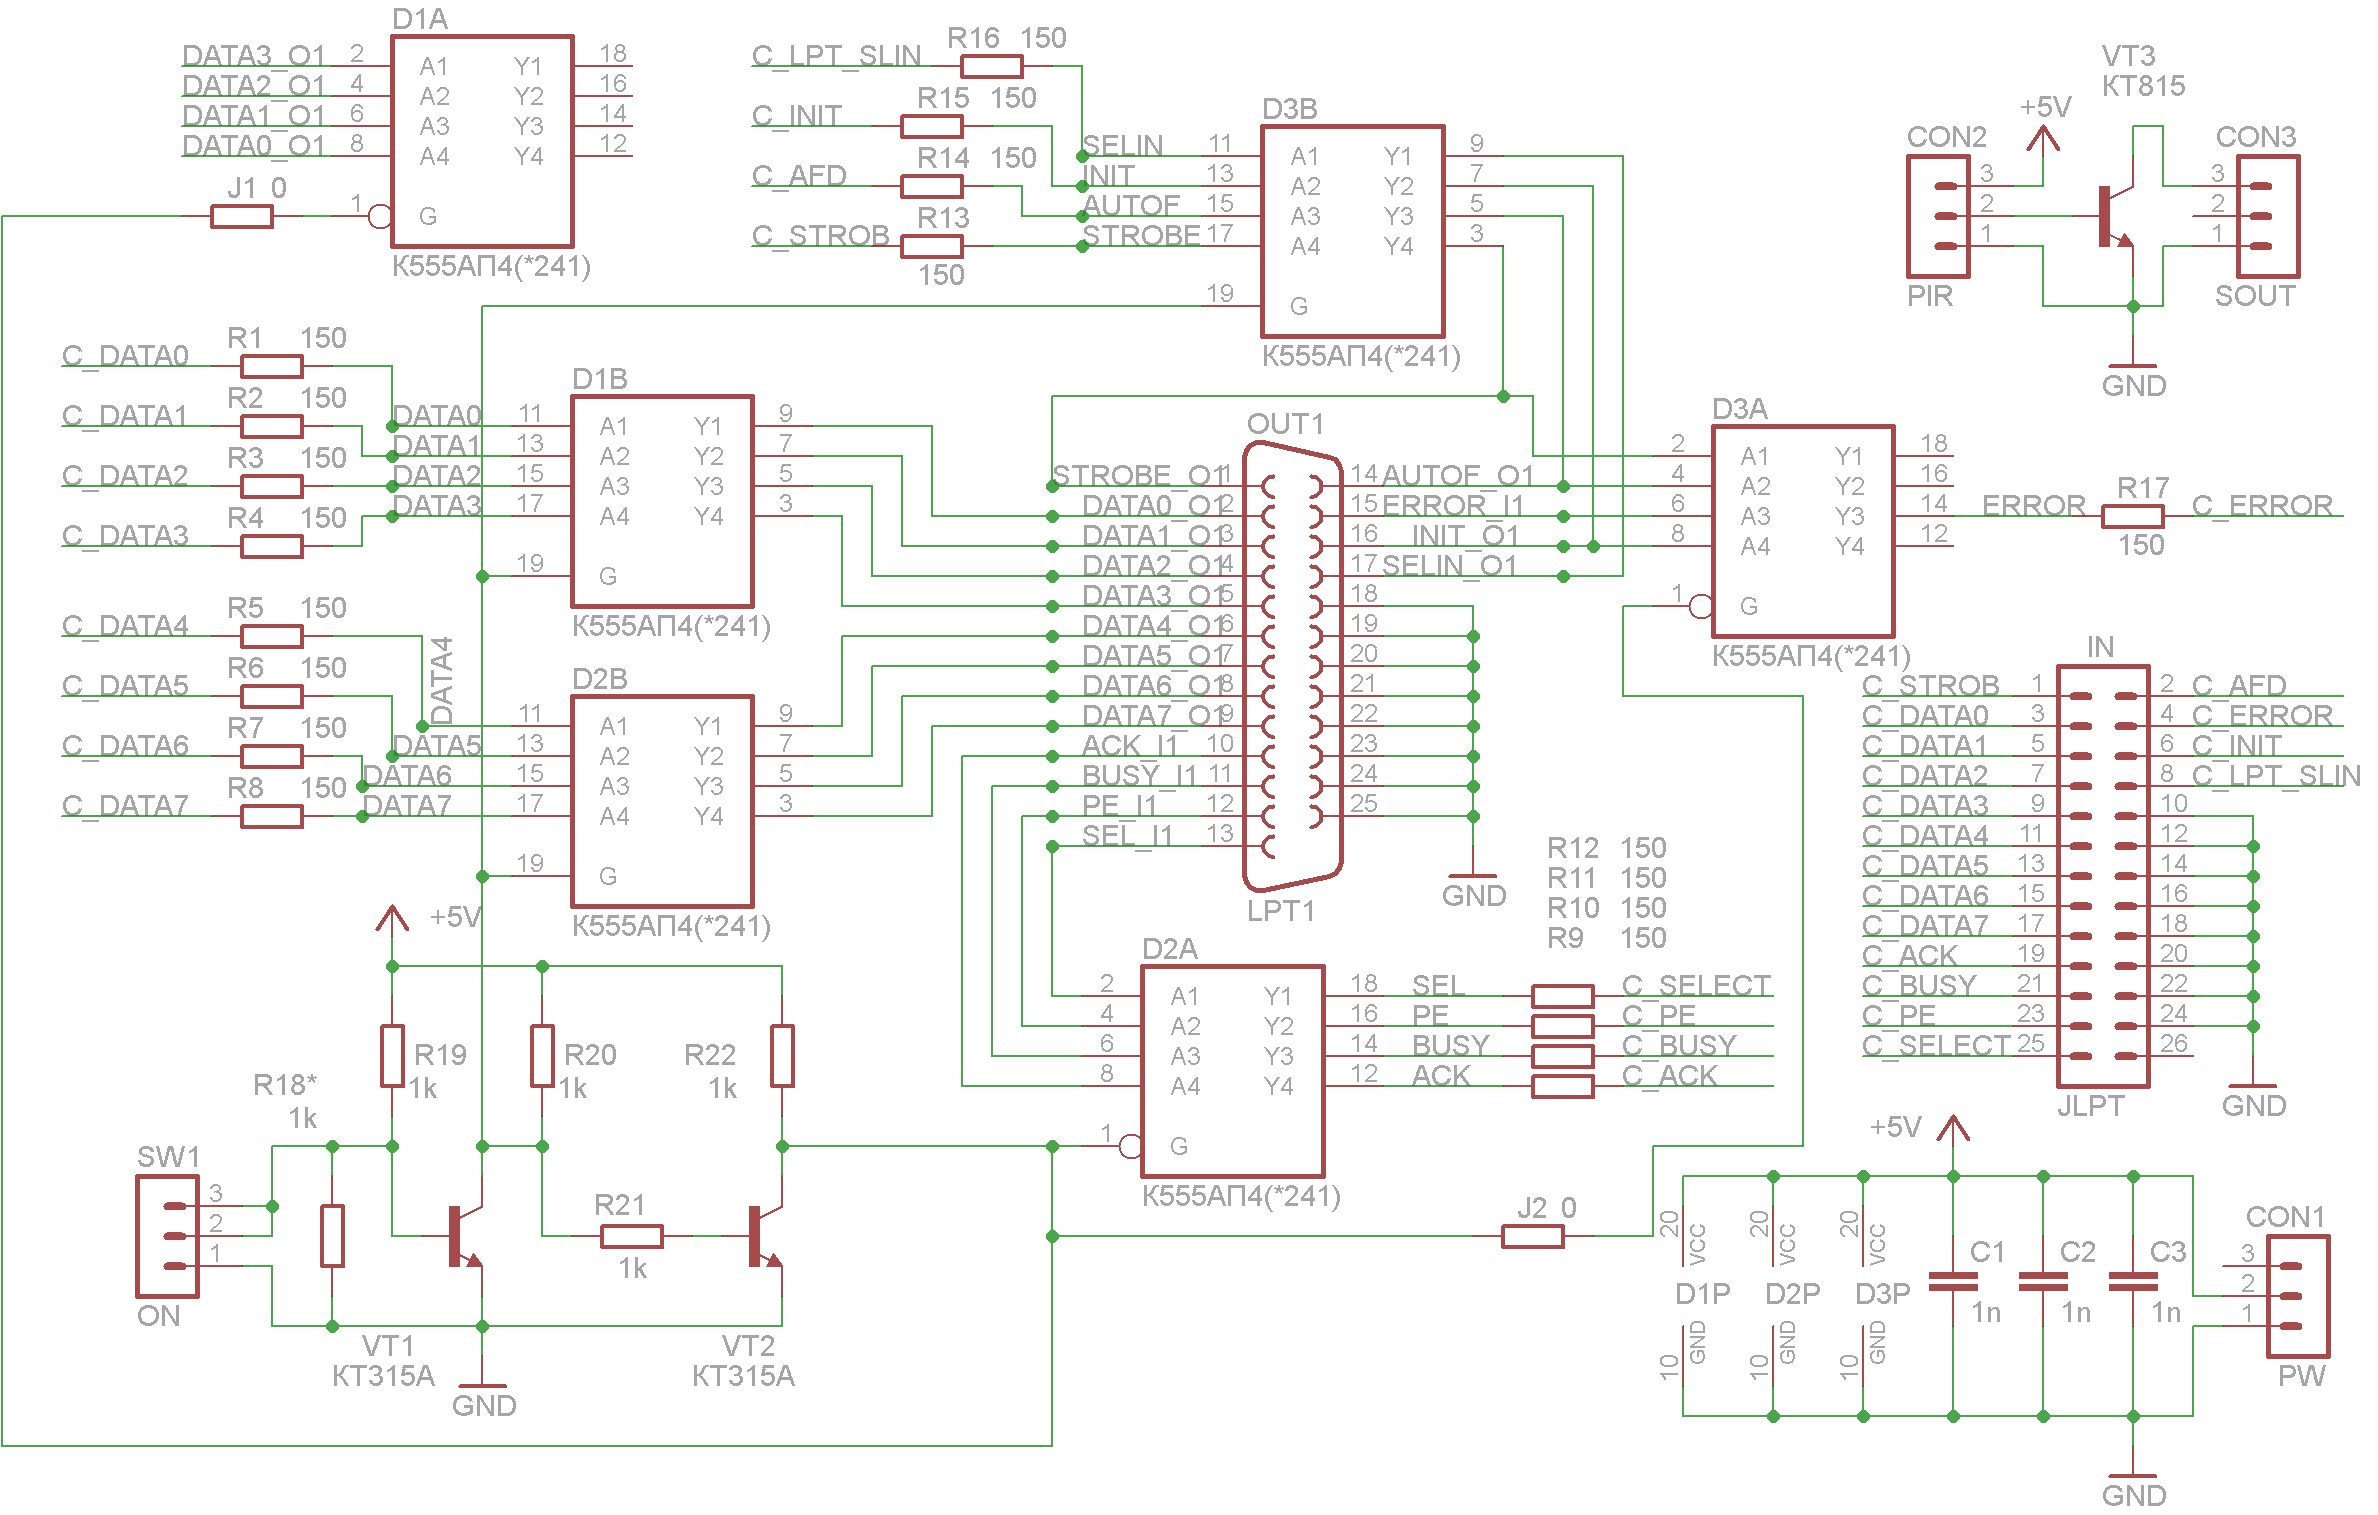 D1A
DATA3_O1 2 A1 Y1 18
DATA2_O1 4 A2 Y2 16
DATA1_O1 6 A3 Y3 14
DATA0_O1 8 A4 Y4 12
J1 0
1 G
К555АП4(*241)
C_LPT_SLIN R16 150
C_INIT R15 150
C_AFD R14 150
C_STROB R13
150
D3B
SELIN 11 A1 Y1 9
INIT 13 A2 Y2 7
AUTOF 15 A3 Y3 5
STROBE 17 A4 Y4 3
19 G
К555АП4(*241)
VT3
КТ815
+5V
CON2
3
2
1
PIR
CON3
3
2
1
SOUT
GND
C_DATA0 R1 150
C_DATA1 R2 150
C_DATA2 R3 150
C_DATA3 R4 150
D1B
DATA0 11 A1 Y1 9
DATA1 13 A2 Y2 7
DATA2 15 A3 Y3 5
DATA3 17 A4 Y4 3
19 G
К555АП4(*241)
C_DATA4 R5 150
C_DATA5 R6 150
C_DATA6 R7 150
C_DATA7 R8 150
D2B
DATA4 11 A1 Y1 9
DATA5 13 A2 Y2 7
DATA6 15 A3 Y3 5
DATA7 17 A4 Y4 3
19 G
К555АП4(*241)
OUT1
STROBE_O1 1 14 AUTOF_O1
DATA0_O1 2 15 ERROR_I1
DATA1_O1 3 16 INIT_O1
DATA2_O1 4 17 SELIN_O1
DATA3_O1 5 18
DATA4_O1 6 19
DATA5_O1 7 20
DATA6_O1 8 21
DATA7_O1 9 22
ACK_I1 10 23
BUSY_I1 11 24
PE_I1 12 25
SEL_I1 13
LPT1
GND
D3A
2 A1 Y1 18
4 A2 Y2 16
6 A3 Y3 14 ERROR R17 C_ERROR
150
8 A4 Y4 12
1 G
К555АП4(*241)
IN
C_STROB 1 2 C_AFD
C_DATA0 3 4 C_ERROR
C_DATA1 5 6 C_INIT
C_DATA2 7 8 C_LPT_SLIN
C_DATA3 9 10
C_DATA4 11 12
C_DATA5 13 14
C_DATA6 15 16
C_DATA7 17 18
C_ACK 19 20
C_BUSY 21 22
C_PE 23 24
C_SELECT 25 26
JLPT
GND
R12 150
R11 150
R10 150
R9 150
D2A
2 A1 Y1 18 SEL C_SELECT
4 A2 Y2 16 PE C_PE
6 A3 Y3 14 BUSY C_BUSY
8 A4 Y4 12 ACK C_ACK
1 G
К555АП4(*241)
J2 0
+5V
R19
1k
R20
1k
R22
1k
R18*
1k
SW1
3
2
1
ON
R21
1k
VT1
КТ315А
VT2
КТ315А
GND
+5V
20 VCC
D1P
10 GND
20 VCC
D2P
10 GND
20 VCC
D3P
10 GND
C1
1n
C2
1n
C3
1n
CON1
3
2
1
PW
GND